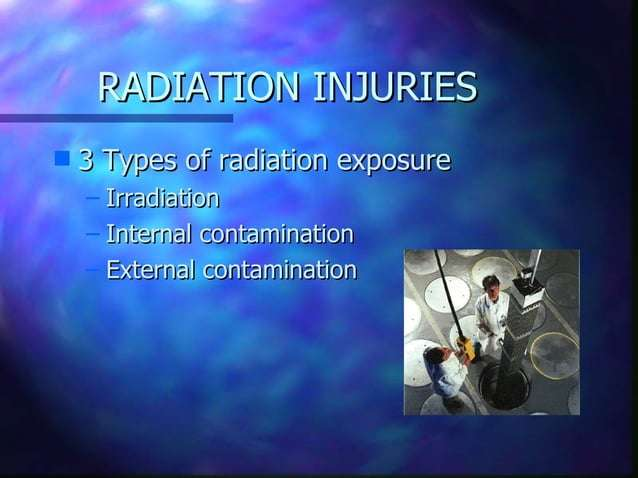 RADIATION INJURIES
3 Types of radiation exposure
– Irradiation
– Internal contamination
– External contamination